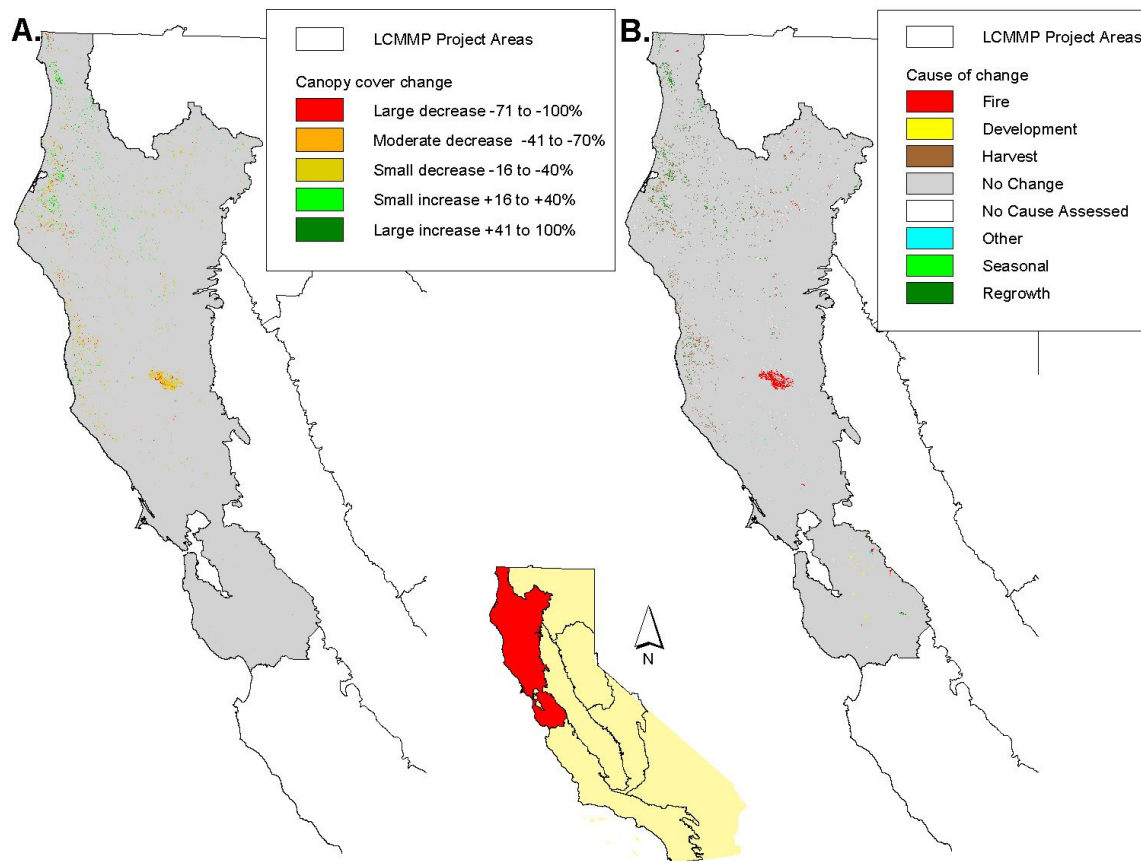 A.
LCMMP Project Areas
Canopy cover change
Large decrease -71 to -100%
Moderate decrease -41 to -70%
Small decrease -16 to -40%
Small increase +16 to +40%
Large increase +41 to 100%
B.
LCMMP Project Areas
Cause of change
Fire
Development
Harvest
No Change
No Cause Assessed
Other
Seasonal
Regrowth
N